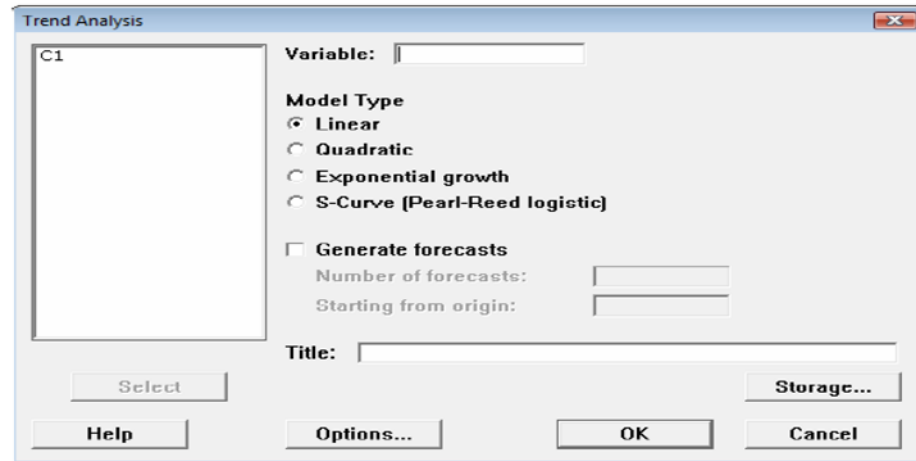 Trend Analysis
C1
Variable:
Model Type
Linear
Quadratic
Exponential growth
S-Curve (Pearl-Reed logistic)
Generate forecasts
Number of forecasts:
Starting from origin:
Title:
Select
Storage...
Help
Options...
OK
Cancel